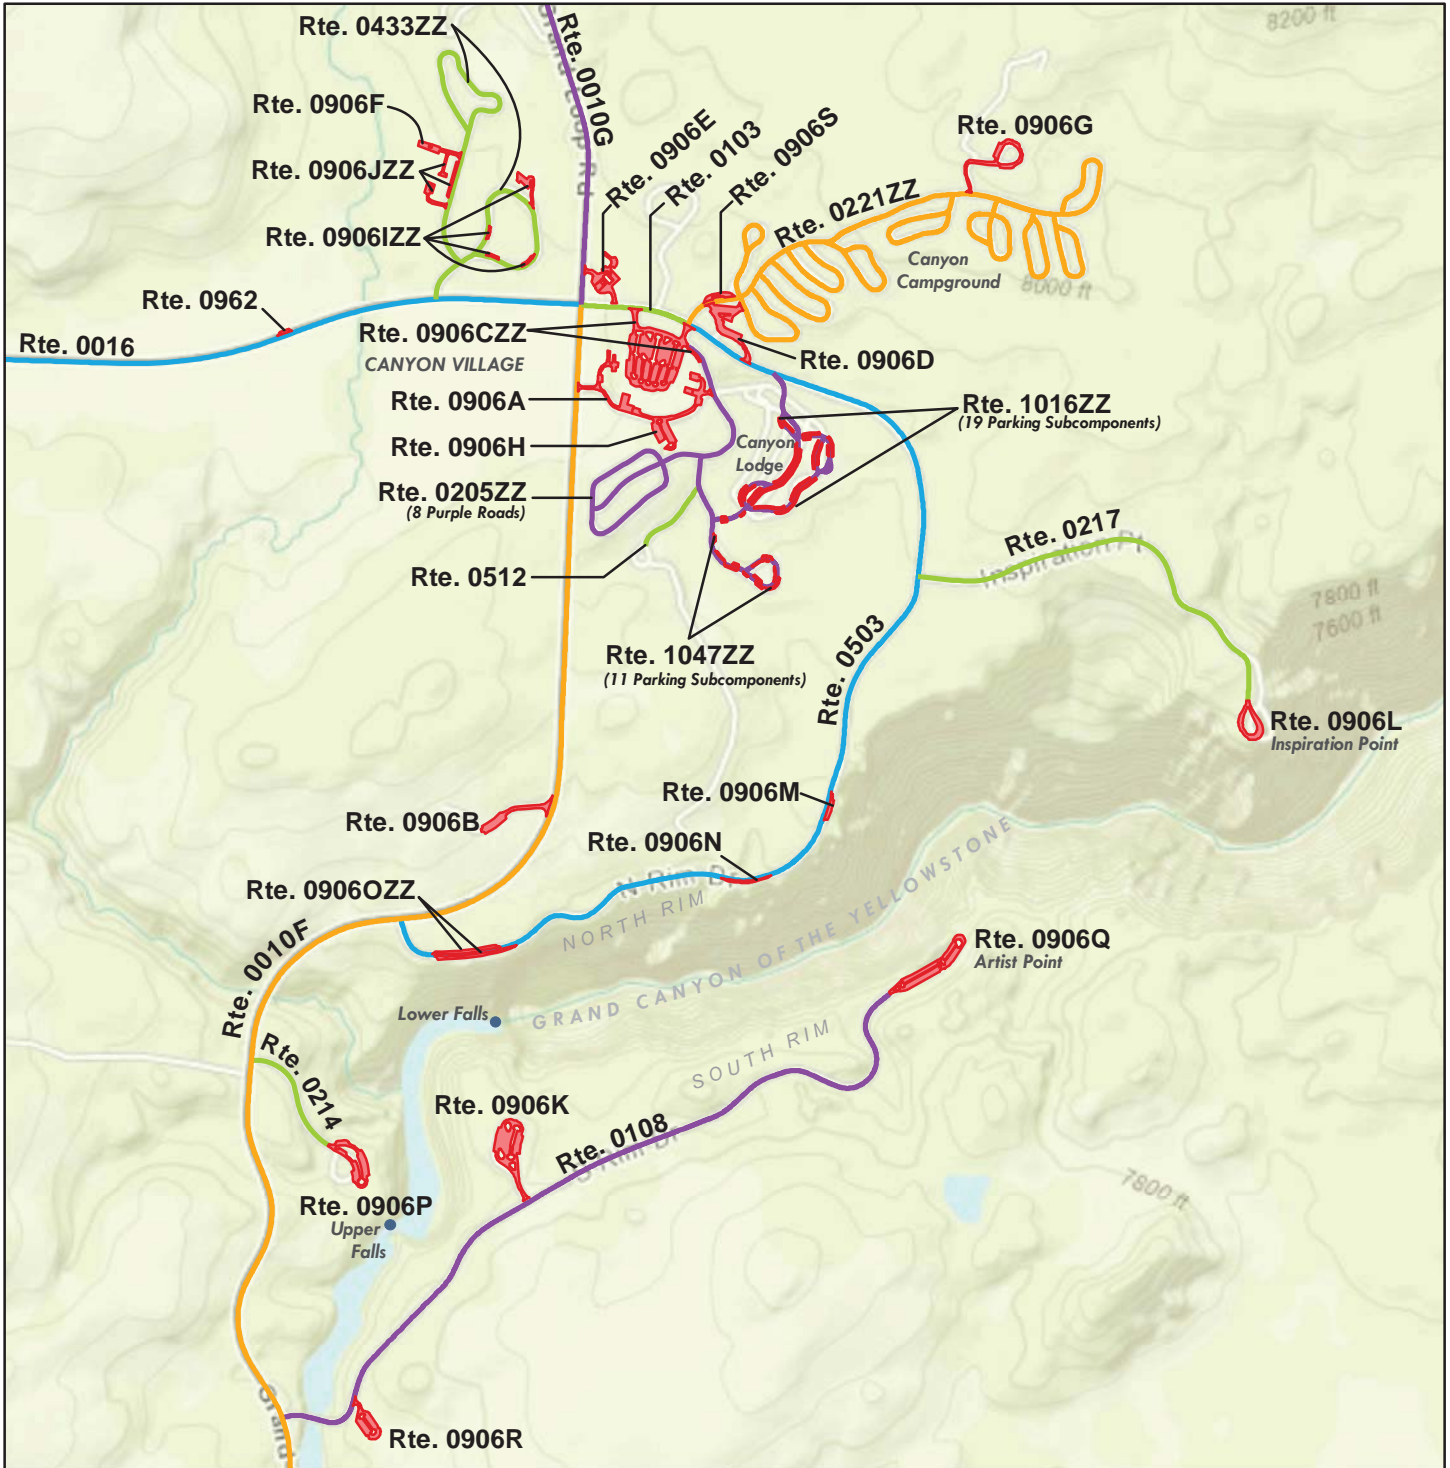 8200 ft
Rte. 0433ZZ
Rte. 0010G
Grand Loop Rd
Rte. 0906F
Rte. 0906E
Rte. 0103
Rte. 0906S
Rte. 0906G
Rte. 0906JZZ
Rte. 0221ZZ
Rte. 0906IZZ
Canyon
Campground
8000 ft
Rte. 0962
Rte. 0016
Rte. 0906CZZ
CANYON VILLAGE
Rte. 0906D
Rte. 0906A
Rte. 1016ZZ
(19 Parking Subcomponents)
Rte. 0906H
Canyon
Lodge
Rte. 0205ZZ
(8 Purple Roads)
Rte. 0217
Inspiration Pt
Rte. 0512
7800 ft
7600 ft
Rte. 1047ZZ
(11 Parking Subcomponents)
Rte. 0503
Rte. 0906L
Inspiration Point
Rte. 0906M
Rte. 0906B
Rte. 0906N
N Rim Dr
Rte. 0906OZZ
NORTH RIM
GRAND CANYON OF THE YELLOWSTONE
Rte. 0010F
Rte. 0906Q
Artist Point
Lower Falls
SOUTH RIM
Rte. 0214
Rte. 0906K
Rte. 0108
S Rim Dr
7800 ft
Rte. 0906P
Upper
Falls
Grand
Rte. 0906R